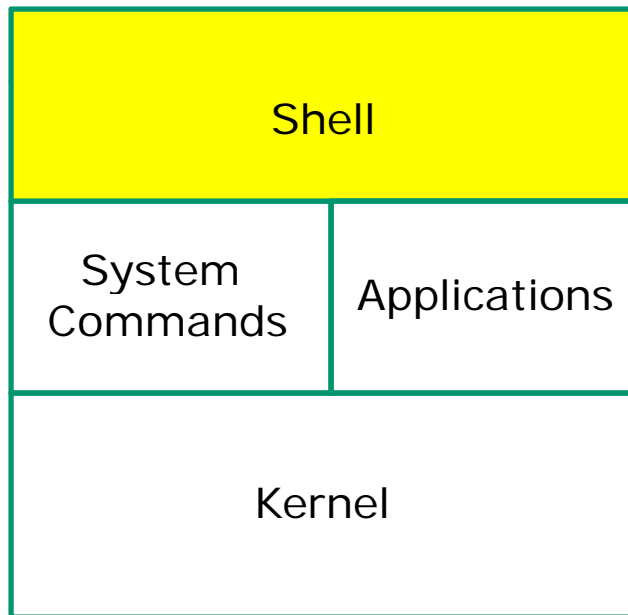 Shell
System
Commands
Applications
Kernel